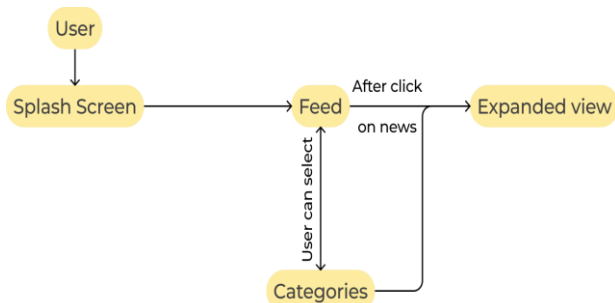 User
Splash Screen
Feed
After click
on news
Expanded view
User can select
Categories